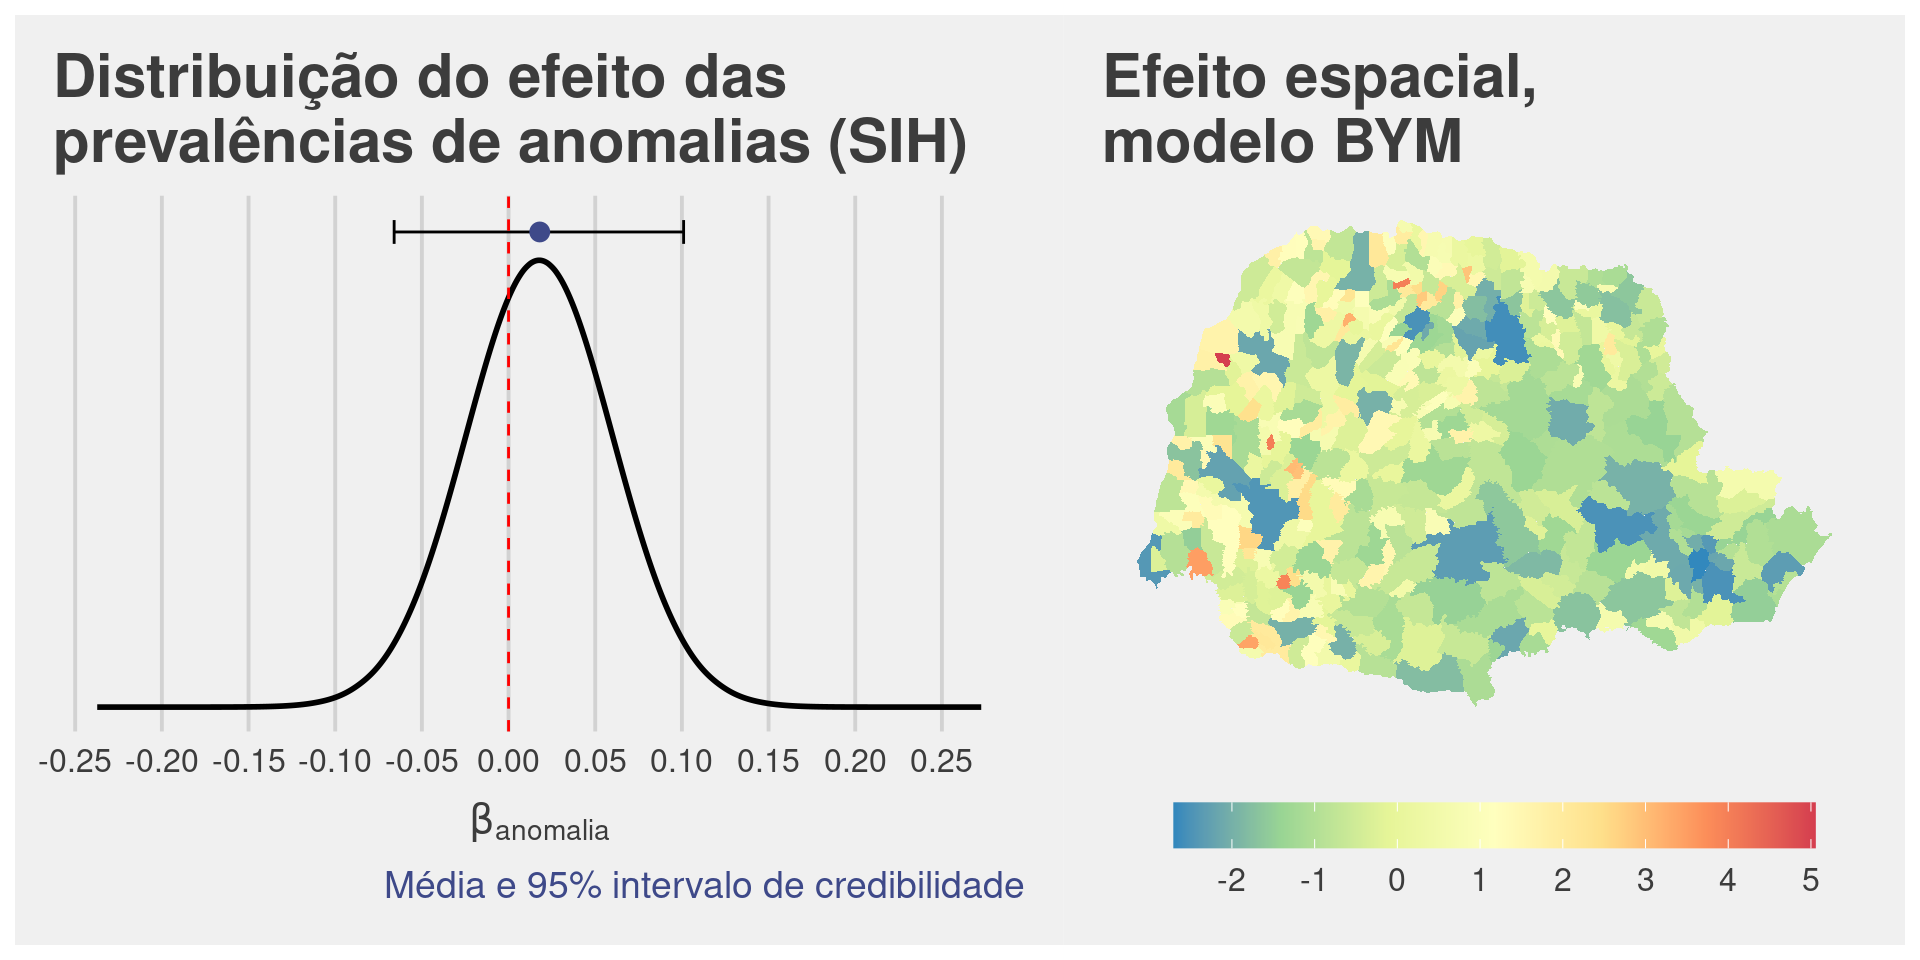 Distribuição do efeito das
prevalências de anomalias (SIH)
-0.25 -0.20 -0.15 -0.10 -0.05 0.00 0.05 0.10 0.15 0.20 0.25
βanomalia
Média e 95% intervalo de credibilidade
Efeito espacial,
modelo BYM
-2 -1 0 1 2 3 4 5